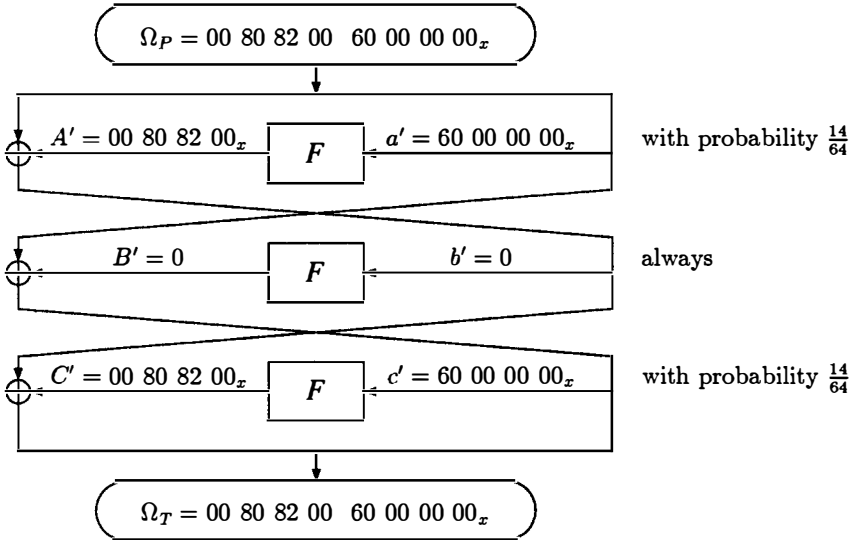 Ω_P = 00 80 82 00 60 00 00 00_x
A′ = 00 80 82 00_x F a′ = 60 00 00 00_x with probability 14/64
B′ = 0 F b′ = 0 always
C′ = 00 80 82 00_x F c′ = 60 00 00 00_x with probability 14/64
Ω_T = 00 80 82 00 60 00 00 00_x